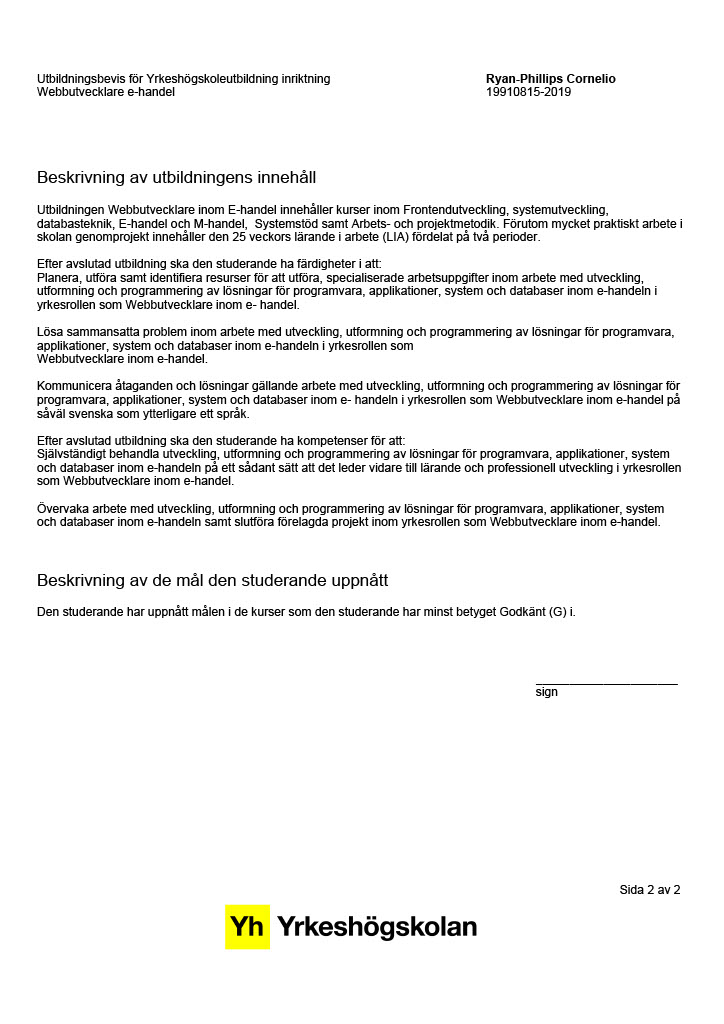 Utbildningsbevis för Yrkeshögskoleutbildning inriktning
Webbutvecklare e-handel
Ryan-Phillips Cornelio
19910815-2019
Beskrivning av utbildningens innehåll
Utbildningen Webbutvecklare inom E-handel innehåller kurser inom Frontendutveckling, systemutveckling,
databasteknik, E-handel och M-handel,  Systemstöd samt Arbets- och projektmetodik. Förutom mycket praktiskt arbete i
skolan genomprojekt innehåller den 25 veckors lärande i arbete (LIA) fördelat på två perioder.
Efter avslutad utbildning ska den studerande ha färdigheter i att:
Planera, utföra samt identifiera resurser för att utföra, specialiserade arbetsuppgifter inom arbete med utveckling,
utformning och programmering av lösningar för programvara, applikationer, system och databaser inom e-handeln i
yrkesrollen som Webbutvecklare inom e- handel.
Lösa sammansatta problem inom arbete med utveckling, utformning och programmering av lösningar för programvara,
applikationer, system och databaser inom e-handeln i yrkesrollen som
Webbutvecklare inom e-handel.
Kommunicera åtaganden och lösningar gällande arbete med utveckling, utformning och programmering av lösningar för
programvara, applikationer, system och databaser inom e- handeln i yrkesrollen som Webbutvecklare inom e-handel på
såväl svenska som ytterligare ett språk.
Efter avslutad utbildning ska den studerande ha kompetenser för att:
Självständigt behandla utveckling, utformning och programmering av lösningar för programvara, applikationer, system
och databaser inom e-handeln på ett sådant sätt att det leder vidare till lärande och professionell utveckling i yrkesrollen
som Webbutvecklare inom e-handel.
Övervaka arbete med utveckling, utformning och programmering av lösningar för programvara, applikationer, system
och databaser inom e-handeln samt slutföra förelagda projekt inom yrkesrollen som Webbutvecklare inom e-handel.
Beskrivning av de mål den studerande uppnått
Den studerande har uppnått målen i de kurser som den studerande har minst betyget Godkänt (G) i.
sign
Sida 2 av 2
Yh Yrkeshögskolan